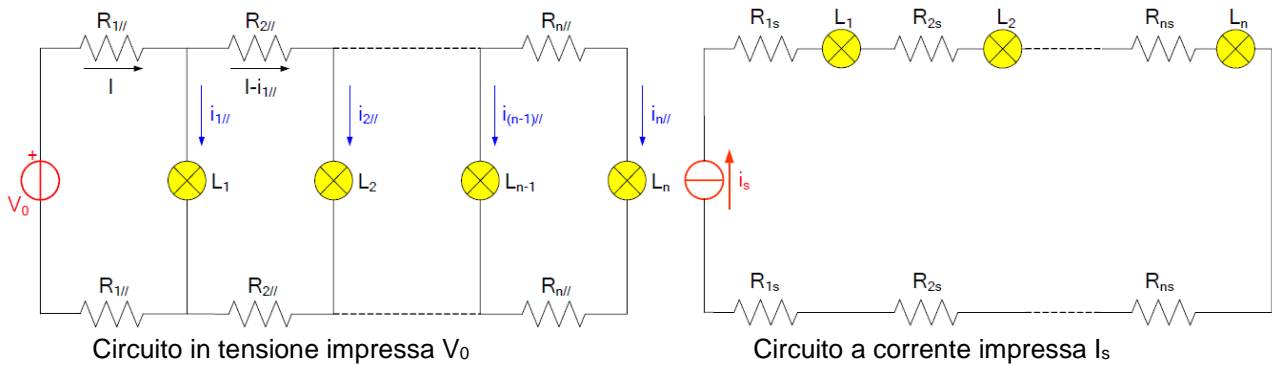 R1// R2// Rn//
I I-i1//
i1// i2// i(n-1)// in//
+
V0
L1 L2 Ln-1 Ln
R1// R2// Rn//
Circuito in tensione impressa V0
R1s L1 R2s L2 Rns Ln
is
R1s R2s Rns
Circuito a corrente impressa Is